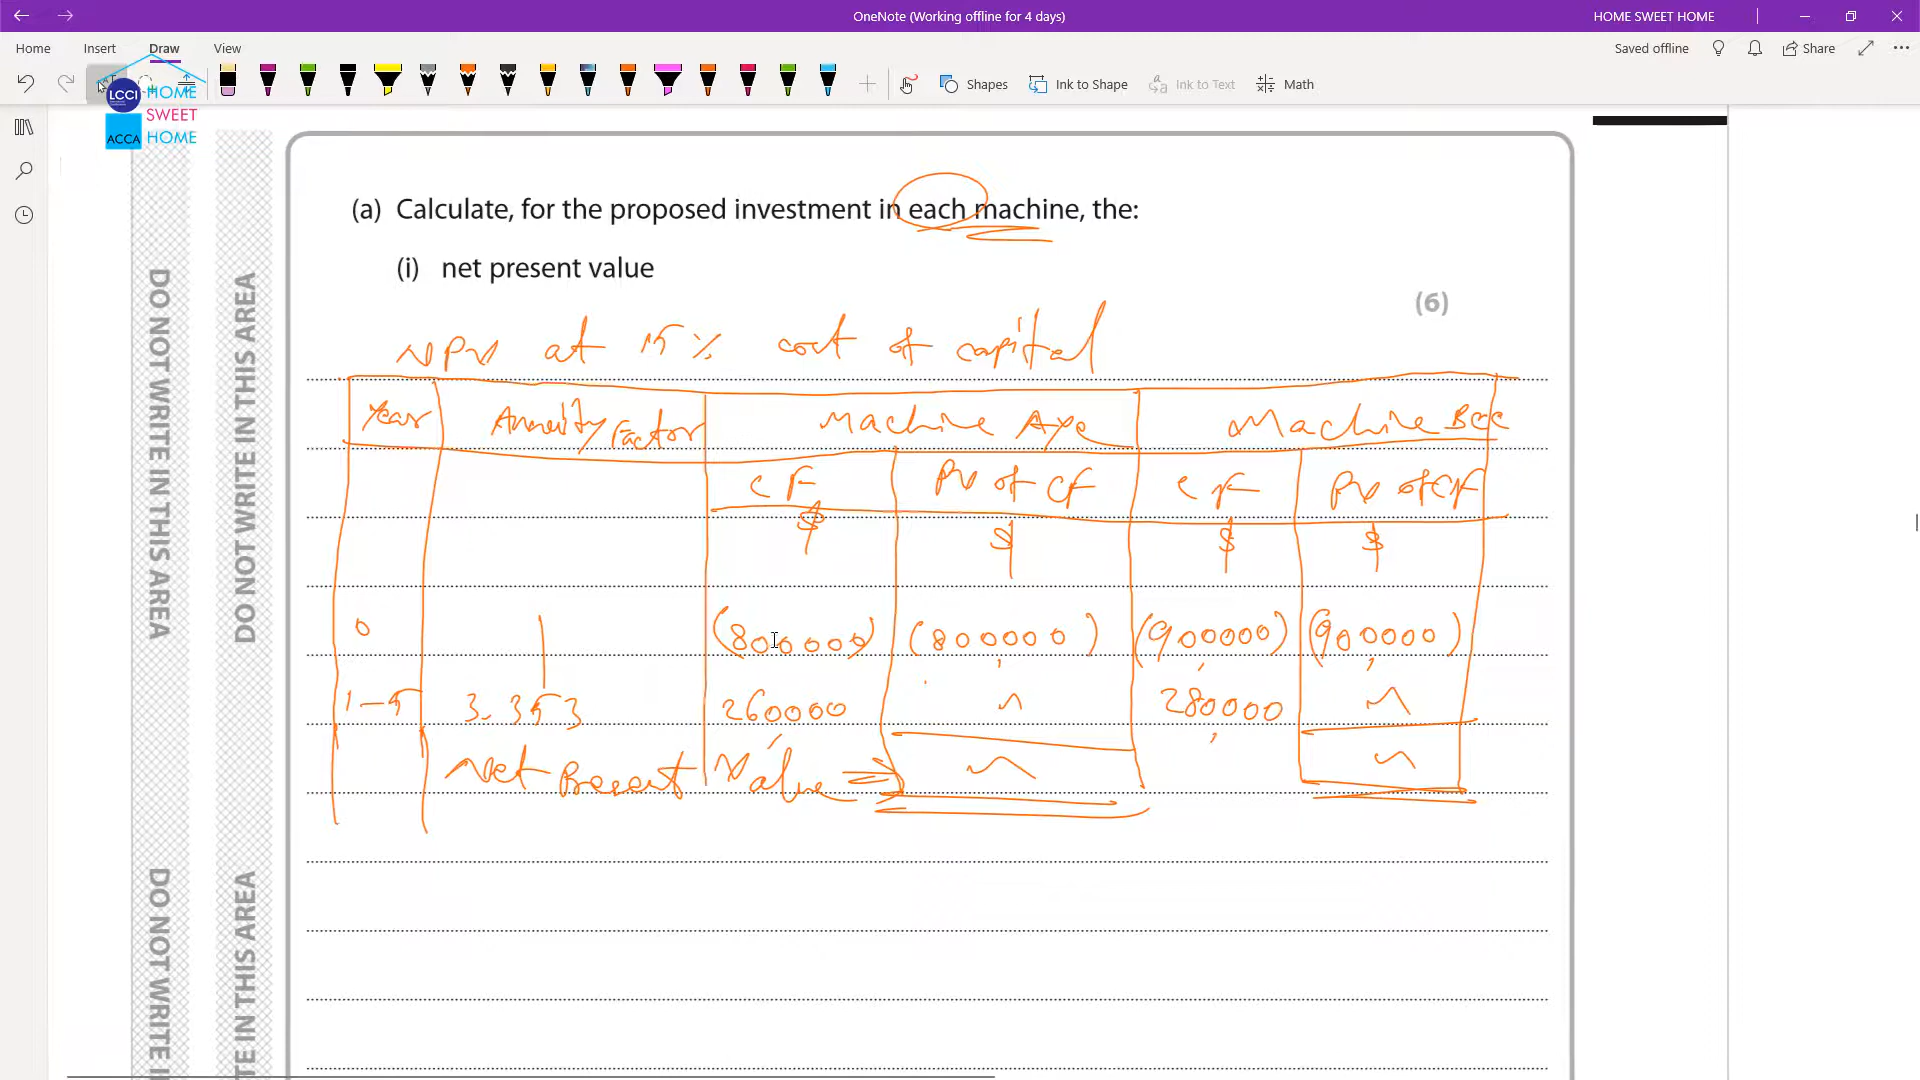 OneNote (Working offline for 4 days)
HOME SWEET HOME
Home Insert Draw View
Saved offline
Share
Shapes
Ink to Shape
Ink to Text
Math
LCCI HOME
SWEET
ACCA HOME
DO NOT WRITE IN THIS AREA
DO NOT WRITE IN THIS AREA
(a) Calculate, for the proposed investment in each machine, the:
(i) net present value
(6)
NPV at 15% cost of capital
Year Annuity Factor Machine Aye Machine Bee
CF PV of CF CF PV of CF
$ $ $ $
0 1 (800000) (800000) (900000) (900000)
1-5 3.353 260000 280000
Net Present Value
DO NOT WRITE I
TE IN THIS AREA